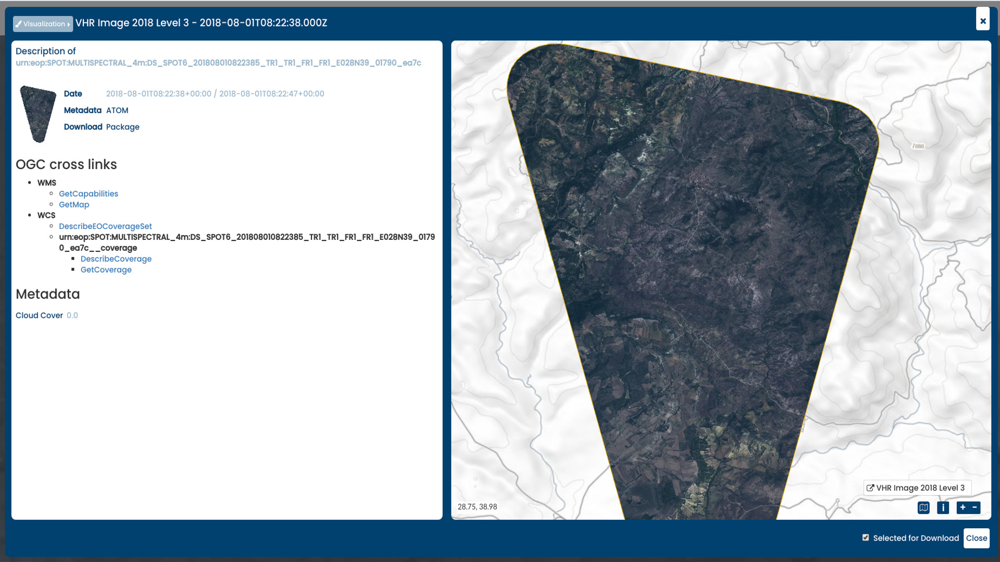 Visualization
VHR Image 2018 Level 3 - 2018-08-01T08:22:38.000Z
×
Description of
urn:eop:SPOT:MULTISPECTRAL_4m:DS_SPOT6_201808010822385_TR1_TR1_FR1_FR1_E028N39_01790_ea7c
Date 2018-08-01T08:22:38+00:00 / 2018-08-01T08:22:47+00:00
Metadata ATOM
Download Package
OGC cross links
WMS
GetCapabilities
GetMap
WCS
DescribeEOCoverageSet
urn:eop:SPOT:MULTISPECTRAL_4m:DS_SPOT6_201808010822385_TR1_TR1_FR1_FR1_E028N39_0179
0_ea7c__coverage
DescribeCoverage
GetCoverage
Metadata
Cloud Cover 0.0
1000
VHR Image 2018 Level 3
28.75, 38.98
i + −
Selected for Download Close